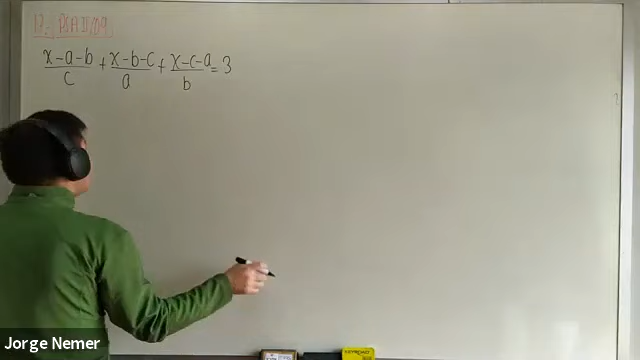 x-a-b/c + x-b-c/a + x-c-a/b = 3
Jorge Nemer